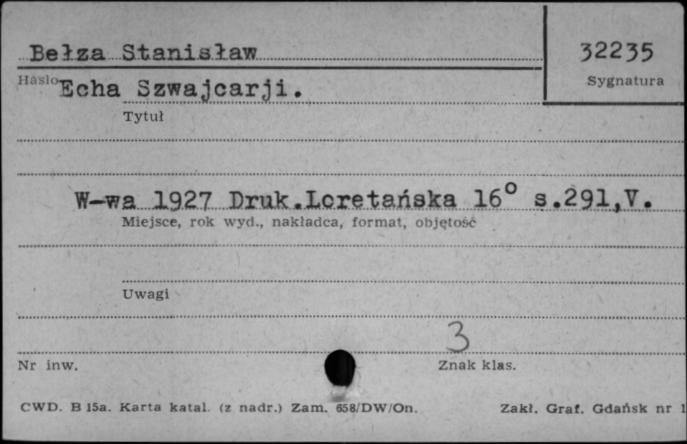 Bełza Stanisław
32235
Hasło
Sygnatura
Echa Szwajcarji.
Tytuł
W-wa 1927 Druk.Loretańska 16° s.291,V.
Miejsce, rok wyd., nakładca, format, objętość
Uwagi
3
Nr inw.
Znak klas.
CWD. B 15a. Karta katal. (z nadr.) Zam. 658/DW/On. Zakł. Graf. Gdańsk nr 1